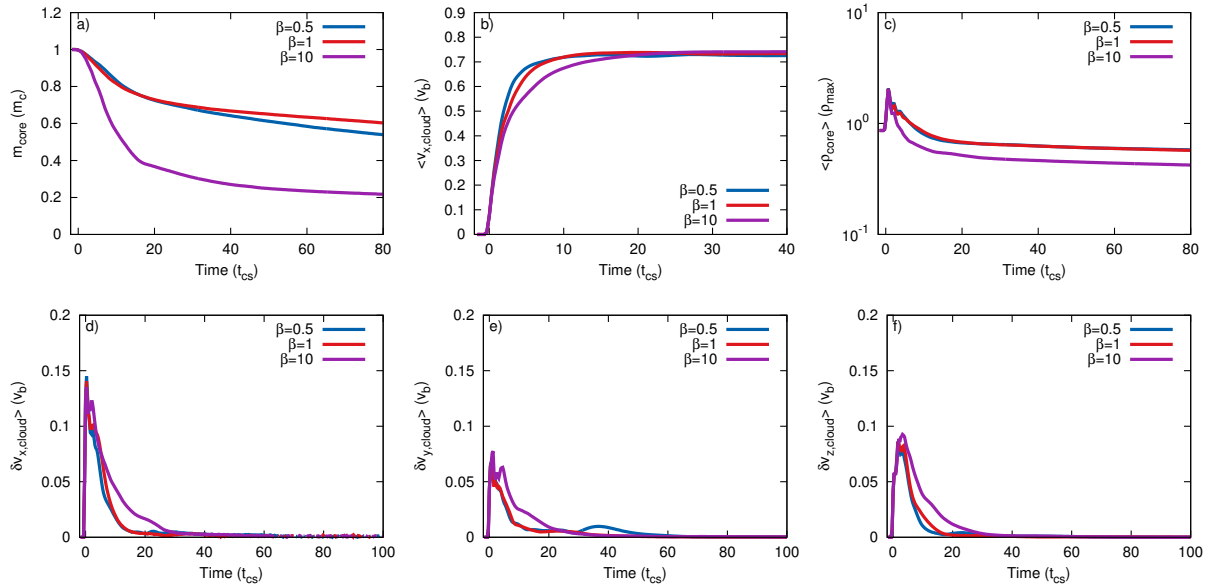 a)
β=0.5
β=1
β=10
m_core (m_c)
1.2
1
0.8
0.6
0.4
0.2
0
0 20 40 60 80
Time (t_cs)
b)
β=0.5
β=1
β=10
<v_x,cloud> (v_b)
0.9
0.8
0.7
0.6
0.5
0.4
0.3
0.2
0.1
0
0 10 20 30 40
Time (t_cs)
c)
β=0.5
β=1
β=10
<ρ_core> (ρ_max)
10^1
10^0
10^-1
0 20 40 60 80
Time (t_cs)
d)
β=0.5
β=1
β=10
δv_x,cloud> (v_b)
0.2
0.15
0.1
0.05
0
0 20 40 60 80 100
Time (t_cs)
e)
β=0.5
β=1
β=10
δv_y,cloud> (v_b)
0.2
0.15
0.1
0.05
0
0 20 40 60 80 100
Time (t_cs)
f)
β=0.5
β=1
β=10
δv_z,cloud> (v_b)
0.2
0.15
0.1
0.05
0
0 20 40 60 80 100
Time (t_cs)